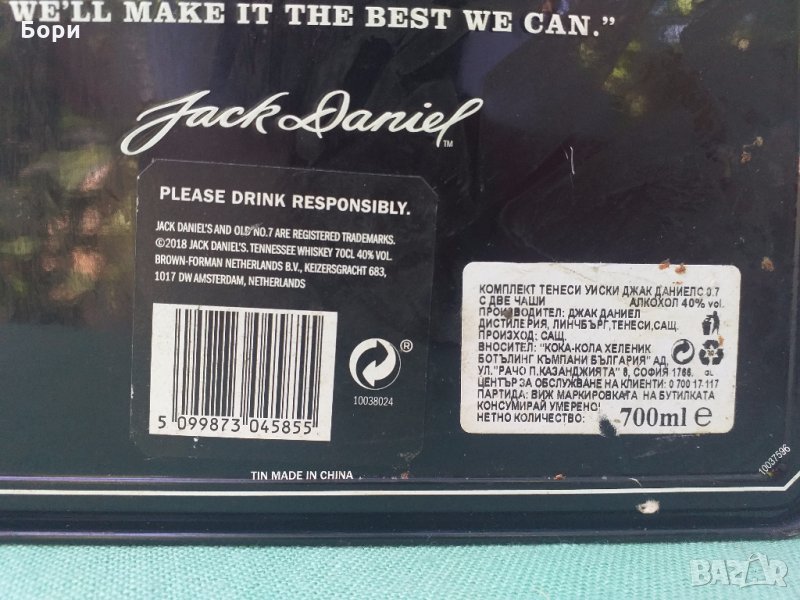 WE'LL MAKE IT THE BEST WE CAN."
Бори
Jack Daniel
TM
PLEASE DRINK RESPONSIBLY.
JACK DANIEL'S AND OLD NO.7 ARE REGISTERED TRADEMARKS.
©2018 JACK DANIEL'S. TENNESSEE WHISKEY 70CL 40% VOL.
BROWN-FORMAN NETHERLANDS B.V., KEIZERSGRACHT 683,
1017 DW AMSTERDAM, NETHERLANDS
5 099873 045855
®
10038024
TIN MADE IN CHINA
КОМПЛЕКТ ТЕНЕСИ УИСКИ ДЖАК ДАНИЕЛС 0.7
С ДВЕ ЧАШИ АЛКОХОЛ 40% vol.
ПРОИЗВОДИТЕЛ: ДЖАК ДАНИЕЛ
ДИСТИЛЕРИЯ, ЛИНЧБЪРГ,ТЕНЕСИ,САЩ.
ПРОИЗХОД: САЩ.
ВНОСИТЕЛ: "КОКА-КОЛА ХЕЛЕНИК
БОТЪЛИНГ КЪМПАНИ БЪЛГАРИЯ" АД,
УЛ."РАЧО П.КАЗАНДЖИЯТА" 8, СОФИЯ 1766. GL
ЦЕНТЪР ЗА ОБСЛУЖВАНЕ НА КЛИЕНТИ: 0 700 17 117
ПАРТИДА: ВИЖ МАРКИРОВКАТА НА БУТИЛКАТА
КОНСУМИРАЙ УМЕРЕНО!
НЕТНО КОЛИЧЕСТВО: 700ml e
10037596
BAZAR